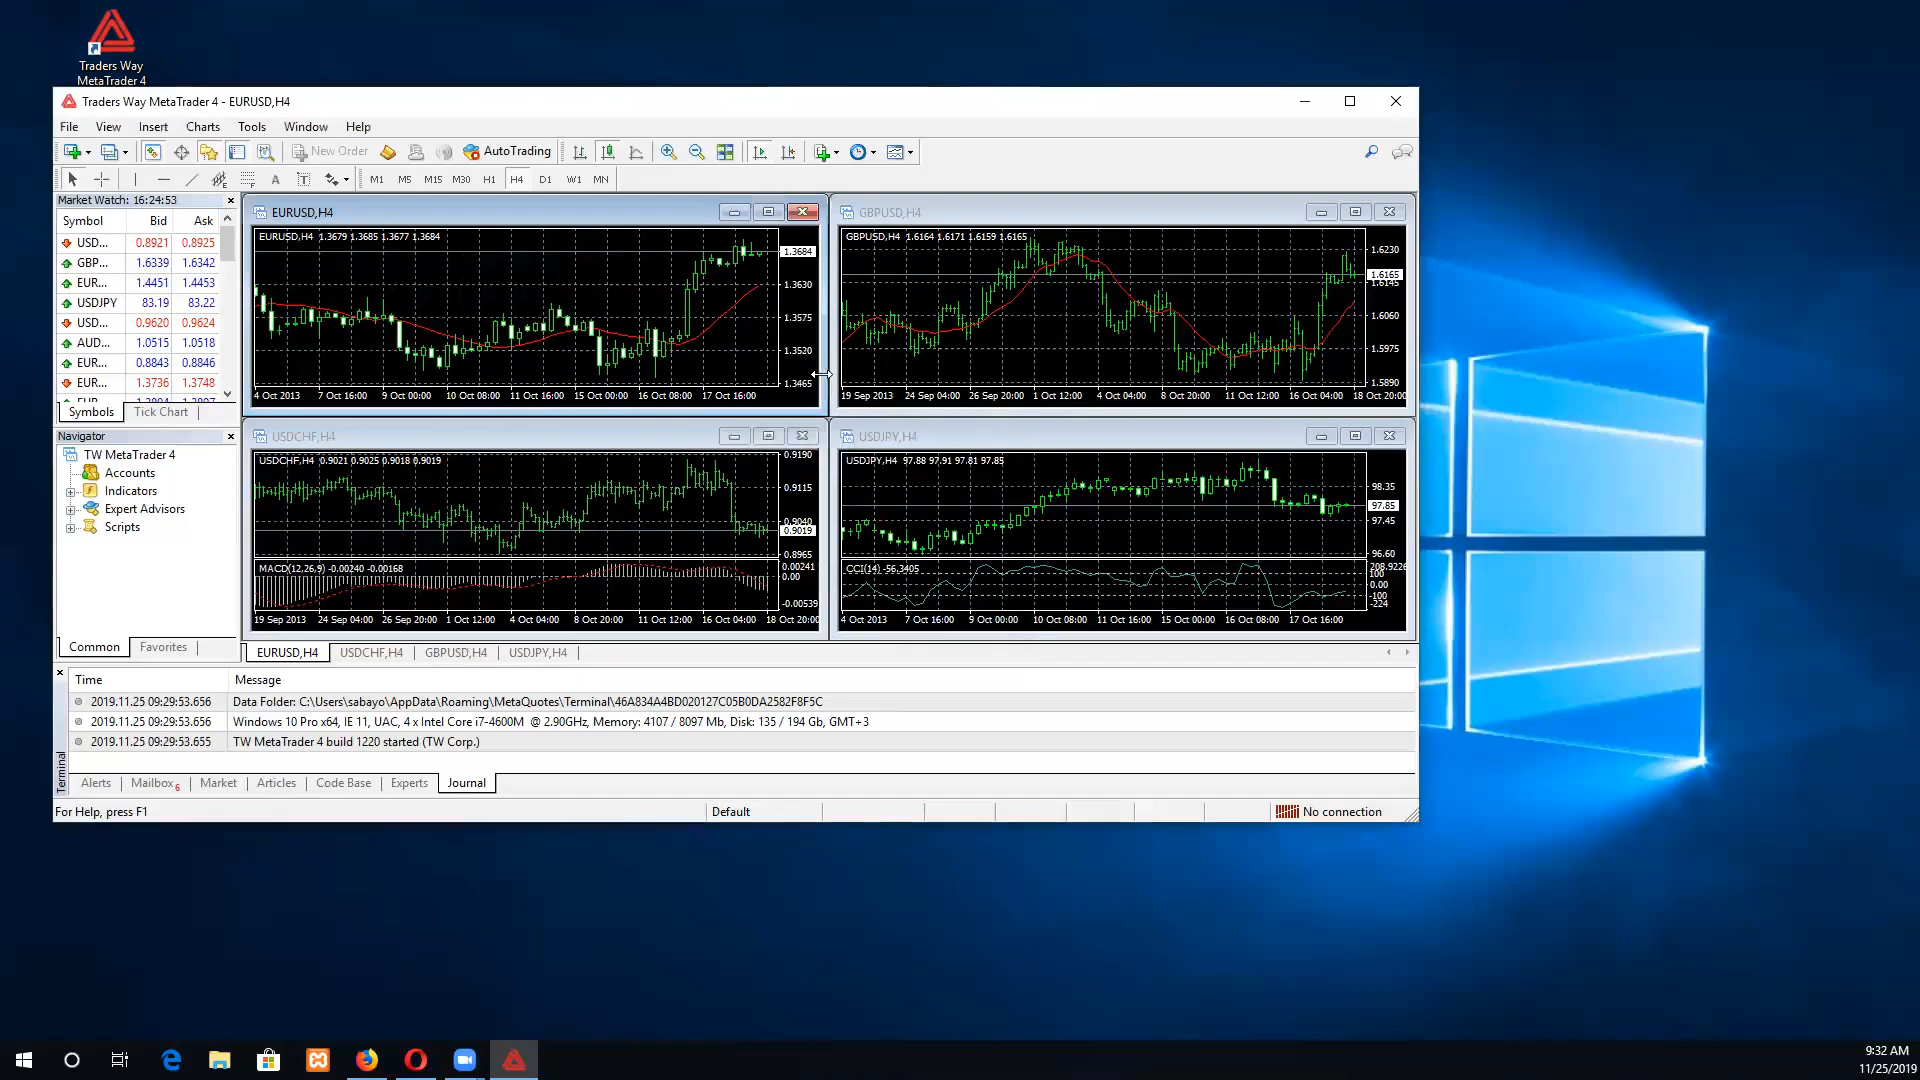 Traders Way
MetaTrader 4
Traders Way MetaTrader 4 - EURUSD,H4
File View Insert Charts Tools Window Help
New Order AutoTrading
A T M1 M5 M15 M30 H1 H4 D1 W1 MN
Market Watch: 16:24:53
Symbol Bid Ask
USD... 0.8921 0.8925
GBP... 1.6339 1.6342
EUR... 1.4451 1.4453
USDJPY 83.19 83.22
USD... 0.9620 0.9624
AUD... 1.0515 1.0518
EUR... 0.8843 0.8846
EUR... 1.3736 1.3748
Symbols Tick Chart
Navigator
TW MetaTrader 4
Accounts
Indicators
Expert Advisors
Scripts
Common Favorites
EURUSD,H4
EURUSD,H4 1.3679 1.3685 1.3677 1.3684
1.3684
1.3630
1.3575
1.3520
1.3465
4 Oct 2013 7 Oct 16:00 9 Oct 00:00 10 Oct 08:00 11 Oct 16:00 15 Oct 00:00 16 Oct 08:00 17 Oct 16:00
GBPUSD,H4
GBPUSD,H4 1.6164 1.6171 1.6159 1.6165
1.6230
1.6165
1.6145
1.6060
1.5975
1.5890
19 Sep 2013 24 Sep 04:00 26 Sep 20:00 1 Oct 12:00 4 Oct 04:00 8 Oct 20:00 11 Oct 12:00 16 Oct 04:00 18 Oct 20:00
USDCHF,H4
USDCHF,H4 0.9021 0.9025 0.9018 0.9019
0.9190
0.9115
0.9040
0.9019
0.8965
MACD(12,26,9) -0.00240 -0.00168
0.00241
0.00
-0.00539
19 Sep 2013 24 Sep 04:00 26 Sep 20:00 1 Oct 12:00 4 Oct 04:00 8 Oct 20:00 11 Oct 12:00 16 Oct 04:00 18 Oct 20:00
USDJPY,H4
USDJPY,H4 97.88 97.91 97.81 97.85
98.35
97.85
97.45
96.60
CCI(14) -56.3405
208.9226
100
0.00
-100
-224
4 Oct 2013 7 Oct 16:00 9 Oct 00:00 10 Oct 08:00 11 Oct 16:00 15 Oct 00:00 16 Oct 08:00 17 Oct 16:00
EURUSD,H4 USDCHF,H4 GBPUSD,H4 USDJPY,H4
Time Message
2019.11.25 09:29:53.656 Data Folder: C:\Users\sabayo\AppData\Roaming\MetaQuotes\Terminal\46A834A4BD020127C05B0DA2582F8F5C
2019.11.25 09:29:53.656 Windows 10 Pro x64, IE 11, UAC, 4 x Intel Core i7-4600M @ 2.90GHz, Memory: 4107 / 8097 Mb, Disk: 135 / 194 Gb, GMT+3
2019.11.25 09:29:53.655 TW MetaTrader 4 build 1220 started (TW Corp.)
Terminal
Alerts Mailbox 6 Market Articles Code Base Experts Journal
For Help, press F1 Default No connection
9:32 AM
11/25/2019